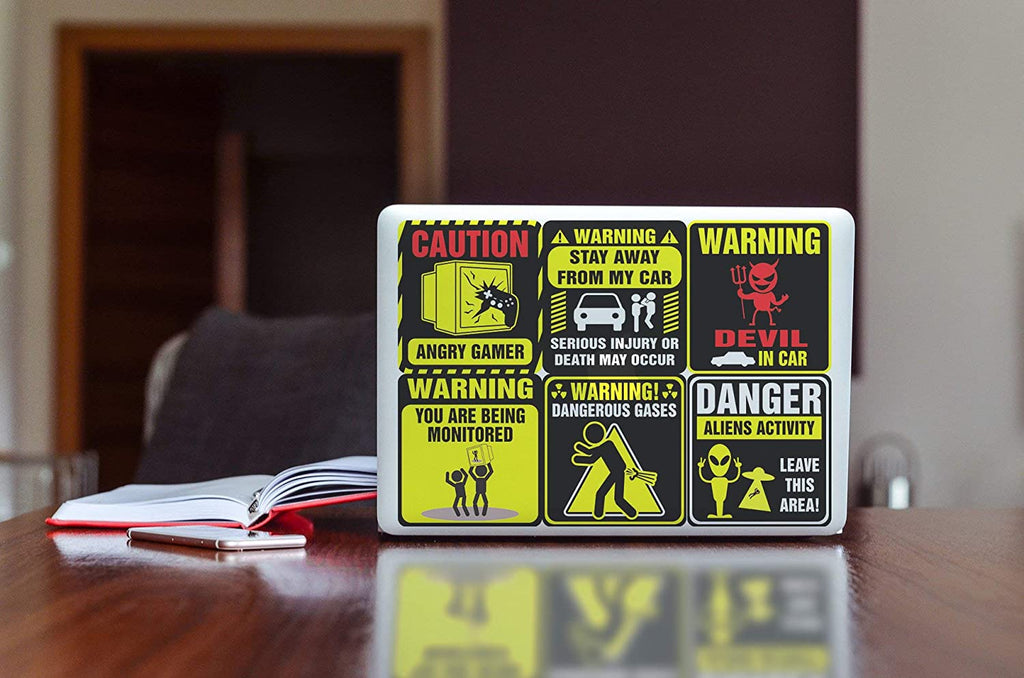 CAUTION
ANGRY GAMER
WARNING
STAY AWAY
FROM MY CAR
SERIOUS INJURY OR
DEATH MAY OCCUR
WARNING
DEVIL
IN CAR
WARNING
YOU ARE BEING
MONITORED
WARNING!
DANGEROUS GASES
DANGER
ALIENS ACTIVITY
LEAVE
THIS
AREA!